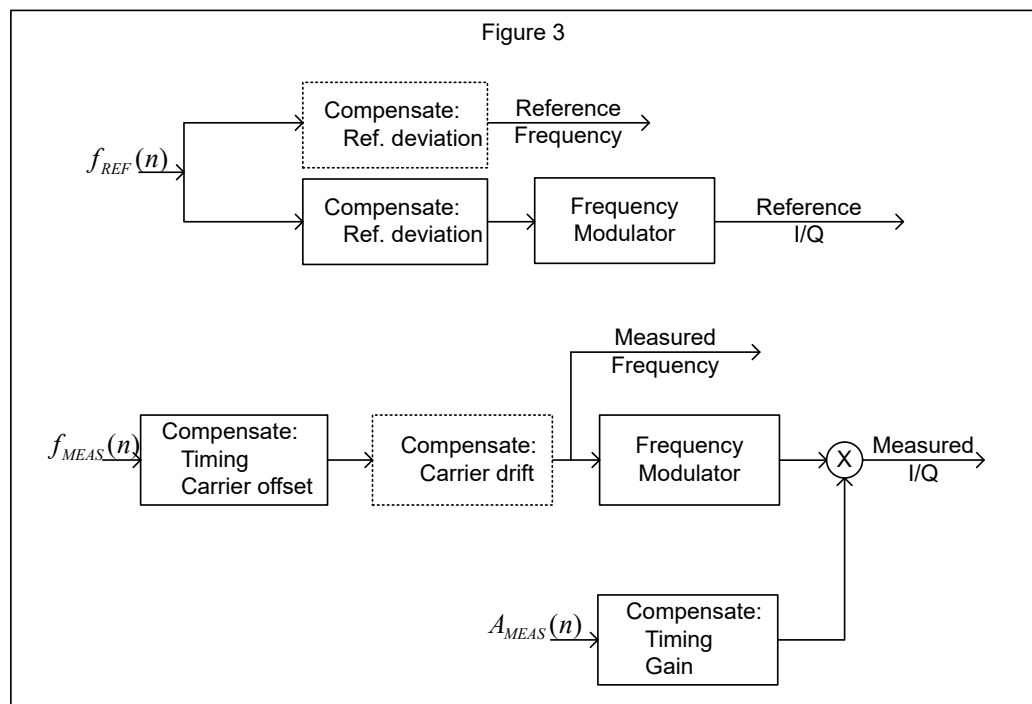 Figure 3
Compensate:
Ref. deviation
Reference
Frequency
f_REF(n)
Compensate:
Ref. deviation
Frequency
Modulator
Reference
I/Q
Measured
Frequency
f_MEAS(n)
Compensate:
Timing
Carrier offset
Compensate:
Carrier drift
Frequency
Modulator
X
Measured
I/Q
A_MEAS(n)
Compensate:
Timing
Gain